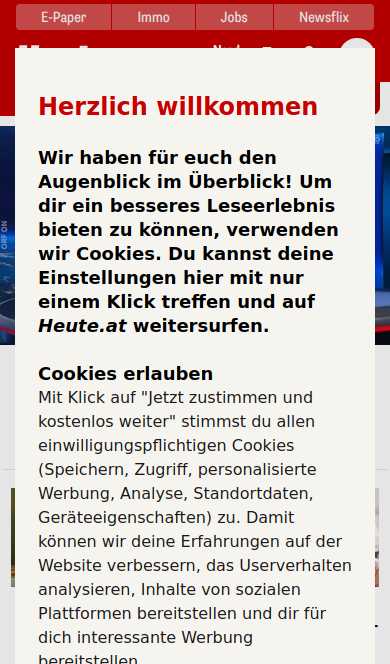 E-Paper
Immo
Jobs
Newsflix
Herzlich willkommen
Wir haben für euch den
Augenblick im Überblick! Um
dir ein besseres Leseerlebnis
bieten zu können, verwenden
wir Cookies. Du kannst deine
Einstellungen hier mit nur
einem Klick treffen und auf
Heute.at weitersurfen.
Cookies erlauben
Mit Klick auf "Jetzt zustimmen und
kostenlos weiter" stimmst du allen
einwilligungspflichtigen Cookies
(Speichern, Zugriff, personalisierte
Werbung, Analyse, Standortdaten,
Geräteeigenschaften) zu. Damit
können wir deine Erfahrungen auf der
Website verbessern, das Userverhalten
analysieren, Inhalte von sozialen
Plattformen bereitstellen und dir für
dich interessante Werbung
bereitstellen
ORF ON